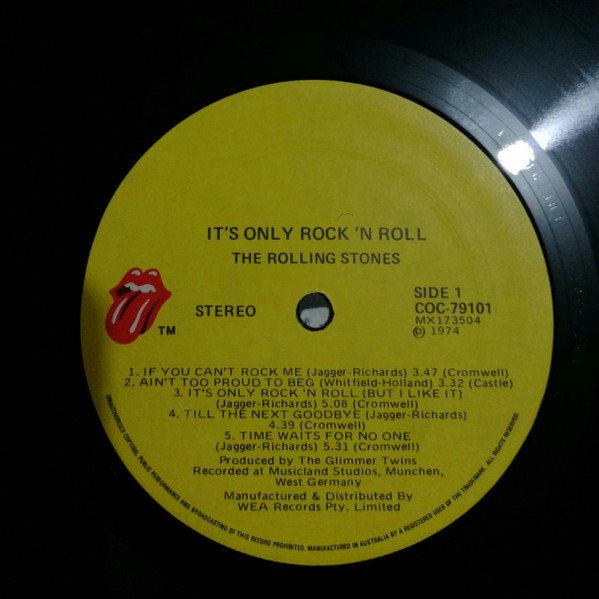 IT'S ONLY ROCK 'N ROLL
THE ROLLING STONES
TM
STEREO
SIDE 1
COC-79101
MX173504
Ⓟ 1974
1. IF YOU CAN'T ROCK ME (Jagger-Richards) 3.47 (Cromwell)
2. AIN'T TOO PROUD TO BEG (Whitfield-Holland) 3.32 (Castle)
3. IT'S ONLY ROCK 'N ROLL (BUT I LIKE IT)
(Jagger-Richards) 5.08 (Cromwell)
4. TILL THE NEXT GOODBYE (Jagger-Richards)
4.39 (Cromwell)
5. TIME WAITS FOR NO ONE
(Jagger-Richards) 5.31 (Cromwell)
Produced by The Glimmer Twins
Recorded at Musicland Studios, Munchen,
West Germany
Manufactured & Distributed By
WEA Records Pty. Limited
UNAUTHORISED COPYING, PUBLIC PERFORMANCE AND BROADCASTING OF THIS RECORD PROHIBITED. MANUFACTURED IN AUSTRALIA BY A REGISTERED USER OF THE TRADEMARK. ALL RIGHTS RESERVED.